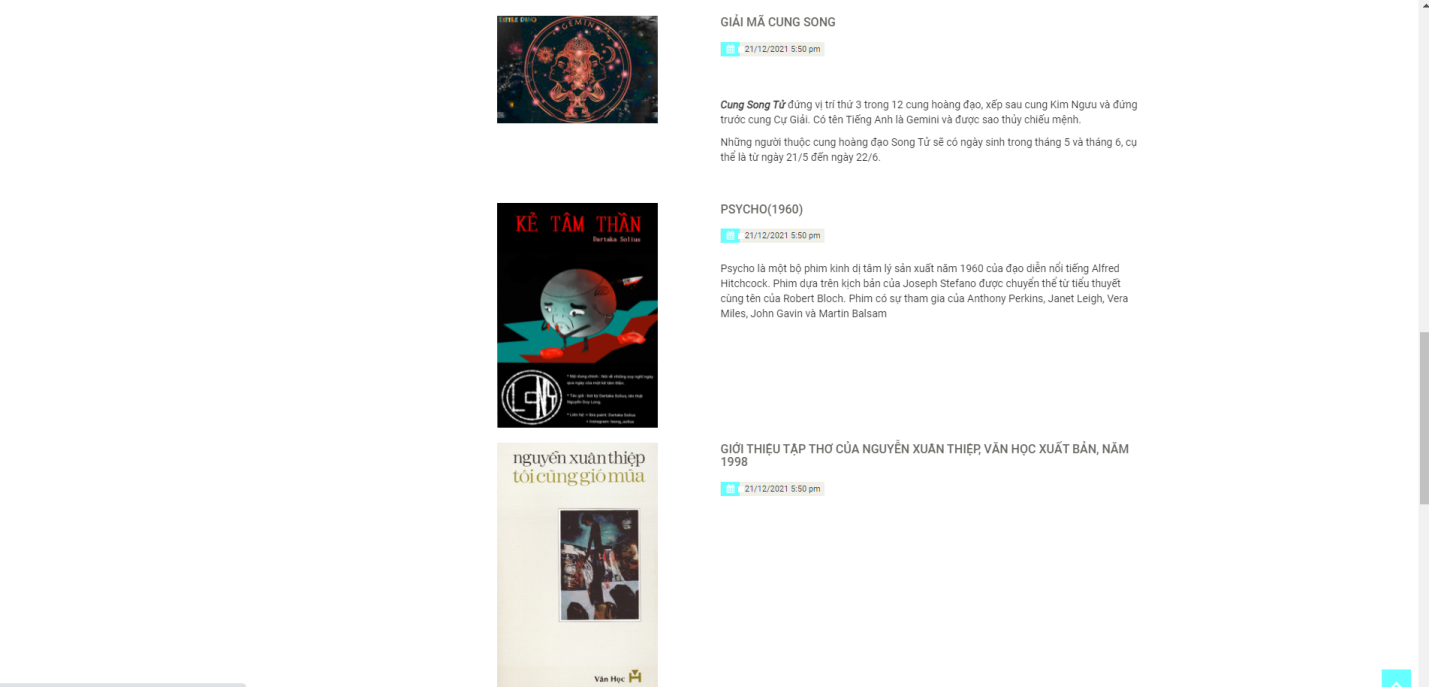 GEMINI
GIẢI MÃ CUNG SONG
21/12/2021 5:50 pm
Cung Song Tử đứng vị trí thứ 3 trong 12 cung hoàng đạo, xếp sau cung Kim Ngưu và đứng
trước cung Cự Giải. Có tên Tiếng Anh là Gemini và được sao thủy chiếu mệnh.
Những người thuộc cung hoàng đạo Song Tử sẽ có ngày sinh trong tháng 5 và tháng 6, cụ
thể là từ ngày 21/5 đến ngày 22/6.
KẺ TÂM THẦN
Dartaka Solius
PSYCHO(1960)
21/12/2021 5:50 pm
Psycho là một bộ phim kinh dị tâm lý sản xuất năm 1960 của đạo diễn nổi tiếng Alfred
Hitchcock. Phim dựa trên kịch bản của Joseph Stefano được chuyển thể từ tiểu thuyết
cùng tên của Robert Bloch. Phim có sự tham gia của Anthony Perkins, Janet Leigh, Vera
Miles, John Gavin và Martin Balsam
nguyễn xuân thiệp
tôi cùng gió mùa
Văn Học
GIỚI THIỆU TẬP THƠ CỦA NGUYỄN XUÂN THIỆP, VĂN HỌC XUẤT BẢN, NĂM
1998
21/12/2021 5:50 pm